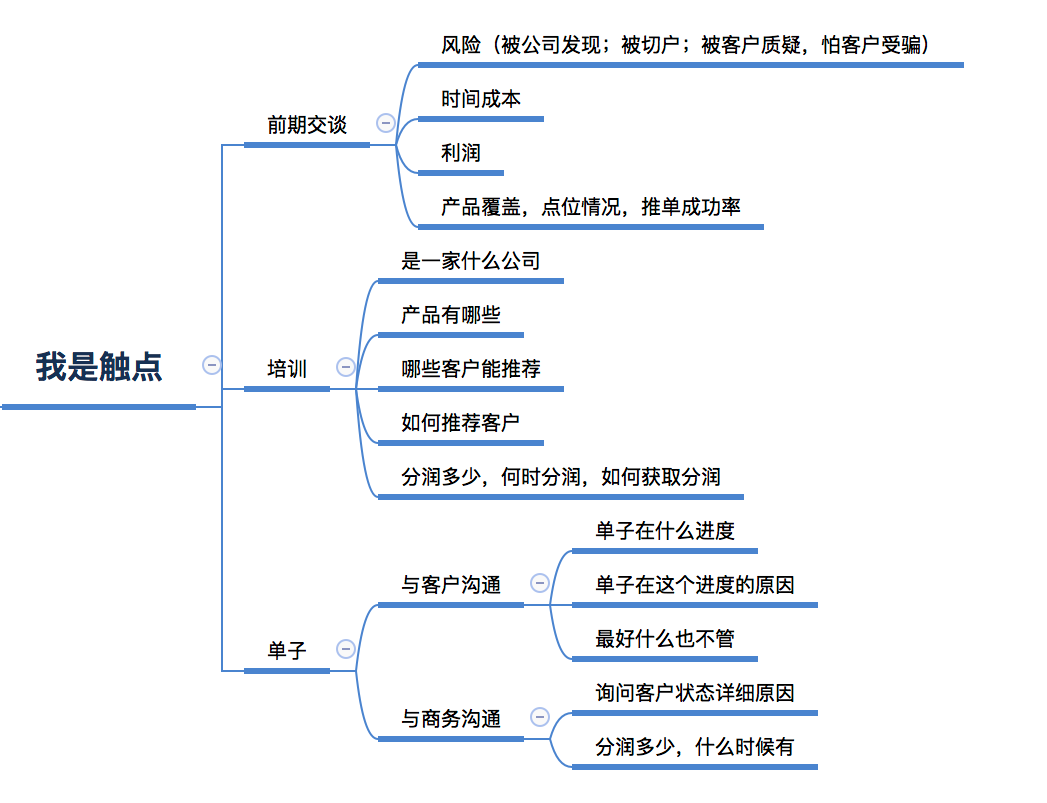 我是触点
前期交谈
风险（被公司发现；被切户；被客户质疑，怕客户受骗）
时间成本
利润
产品覆盖，点位情况，推单成功率
培训
是一家什么公司
产品有哪些
哪些客户能推荐
如何推荐客户
分润多少，何时分润，如何获取分润
单子
与客户沟通
单子在什么进度
单子在这个进度的原因
最好什么也不管
与商务沟通
询问客户状态详细原因
分润多少，什么时候有